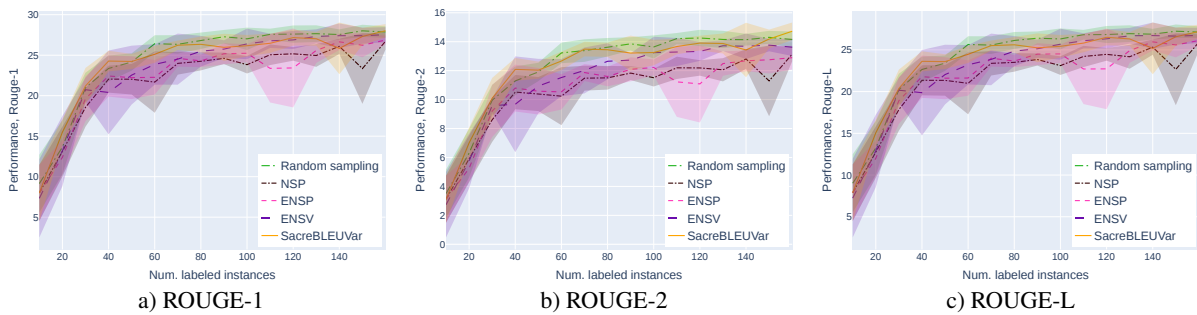 Performance, Rouge-1
30
25
20
15
10
5
20
40
60
80
100
120
140
Num. labeled instances
Random sampling
NSP
ENSP
ENSV
SacreBLEUVar
a) ROUGE-1
Performance, Rouge-2
16
14
12
10
8
6
4
2
0
20
40
60
80
100
120
140
Num. labeled instances
Random sampling
NSP
ENSP
ENSV
SacreBLEUVar
b) ROUGE-2
Performance, Rouge-L
25
20
15
10
5
20
40
60
80
100
120
140
Num. labeled instances
Random sampling
NSP
ENSP
ENSV
SacreBLEUVar
c) ROUGE-L